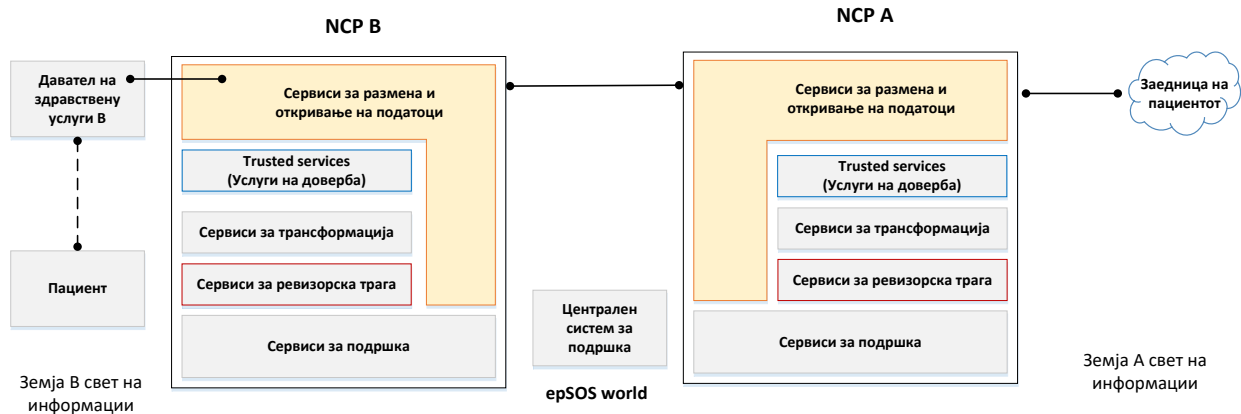 NCP B
NCP A
Давател на
здравствену
услуги В
Сервиси за размена и
откривање на податоци
Trusted services
(Услуги на доверба)
Сервиси за трансформација
Сервиси за ревизорска трага
Сервиси за подршка
Пациент
Земја В свет на
информации
Централен
систем за
подршка
epSOS world
Сервиси за размена и
откривање на податоци
Trusted services
(Услуги на доверба)
Сервиси за трансформација
Сервиси за ревизорска трага
Сервиси за подршка
Заедница на
пациентот
Земја А свет на
информации